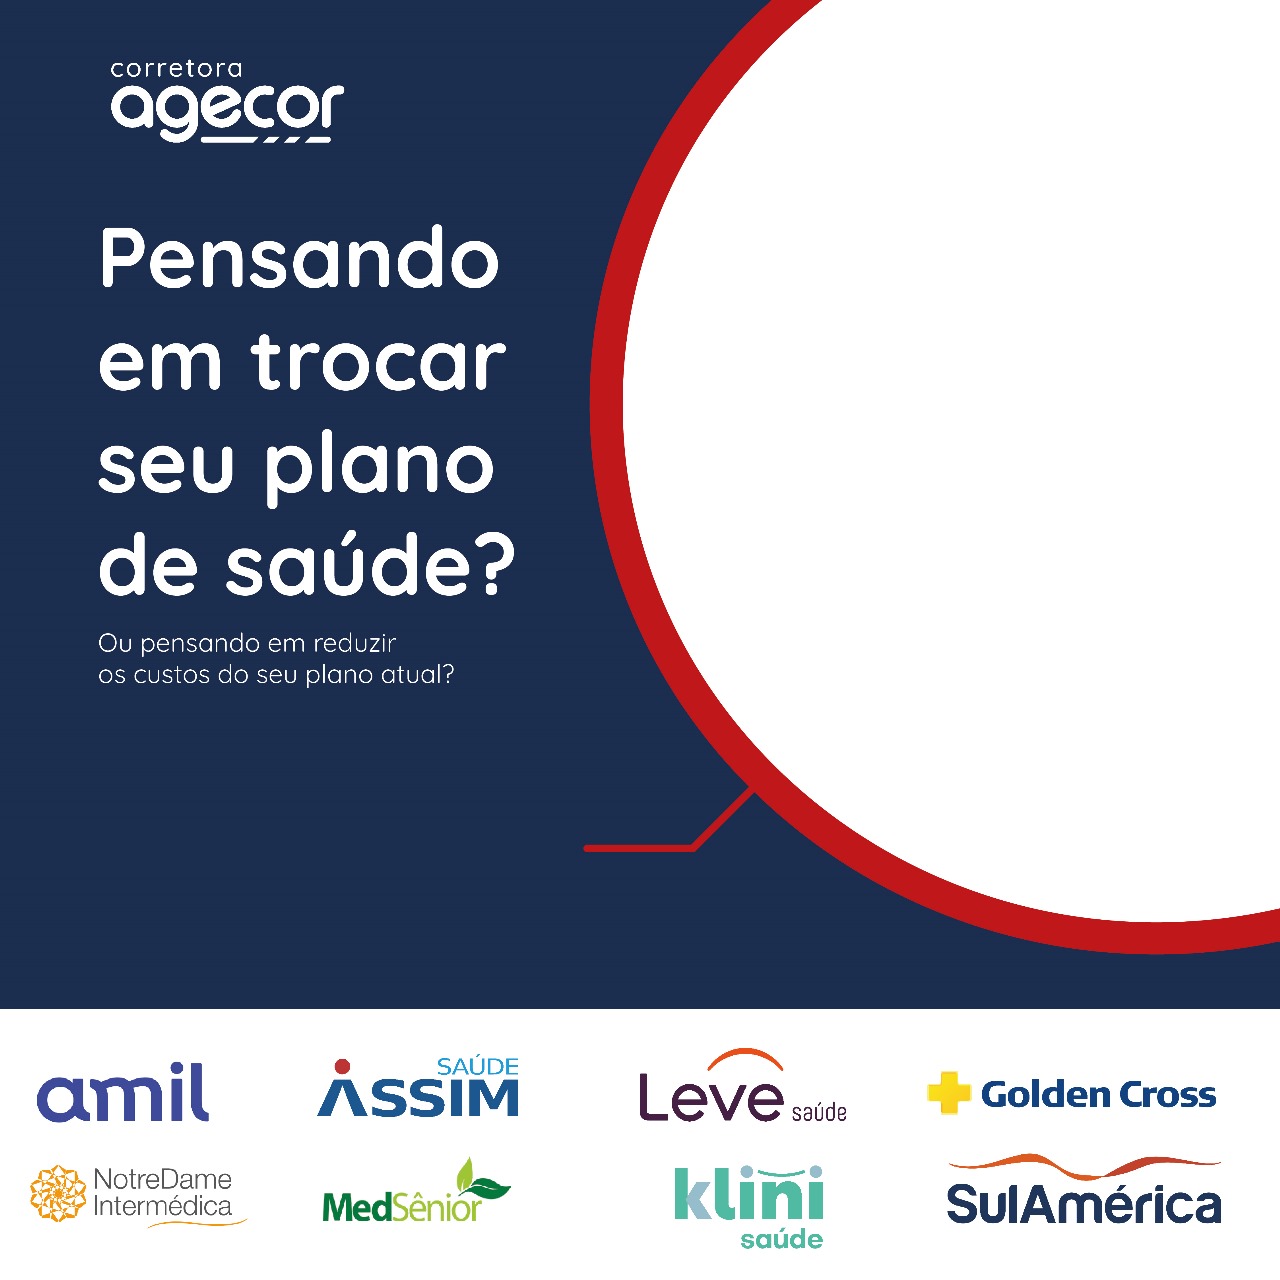 corretora
agecor
Pensando
em trocar
seu plano
de saúde?
Ou pensando em reduzir
os custos do seu plano atual?
amil
SAÚDE
ASSIM
Leve saúde
Golden Cross
NotreDame
Intermédica
MedSênior
klini
saúde
SulAmérica